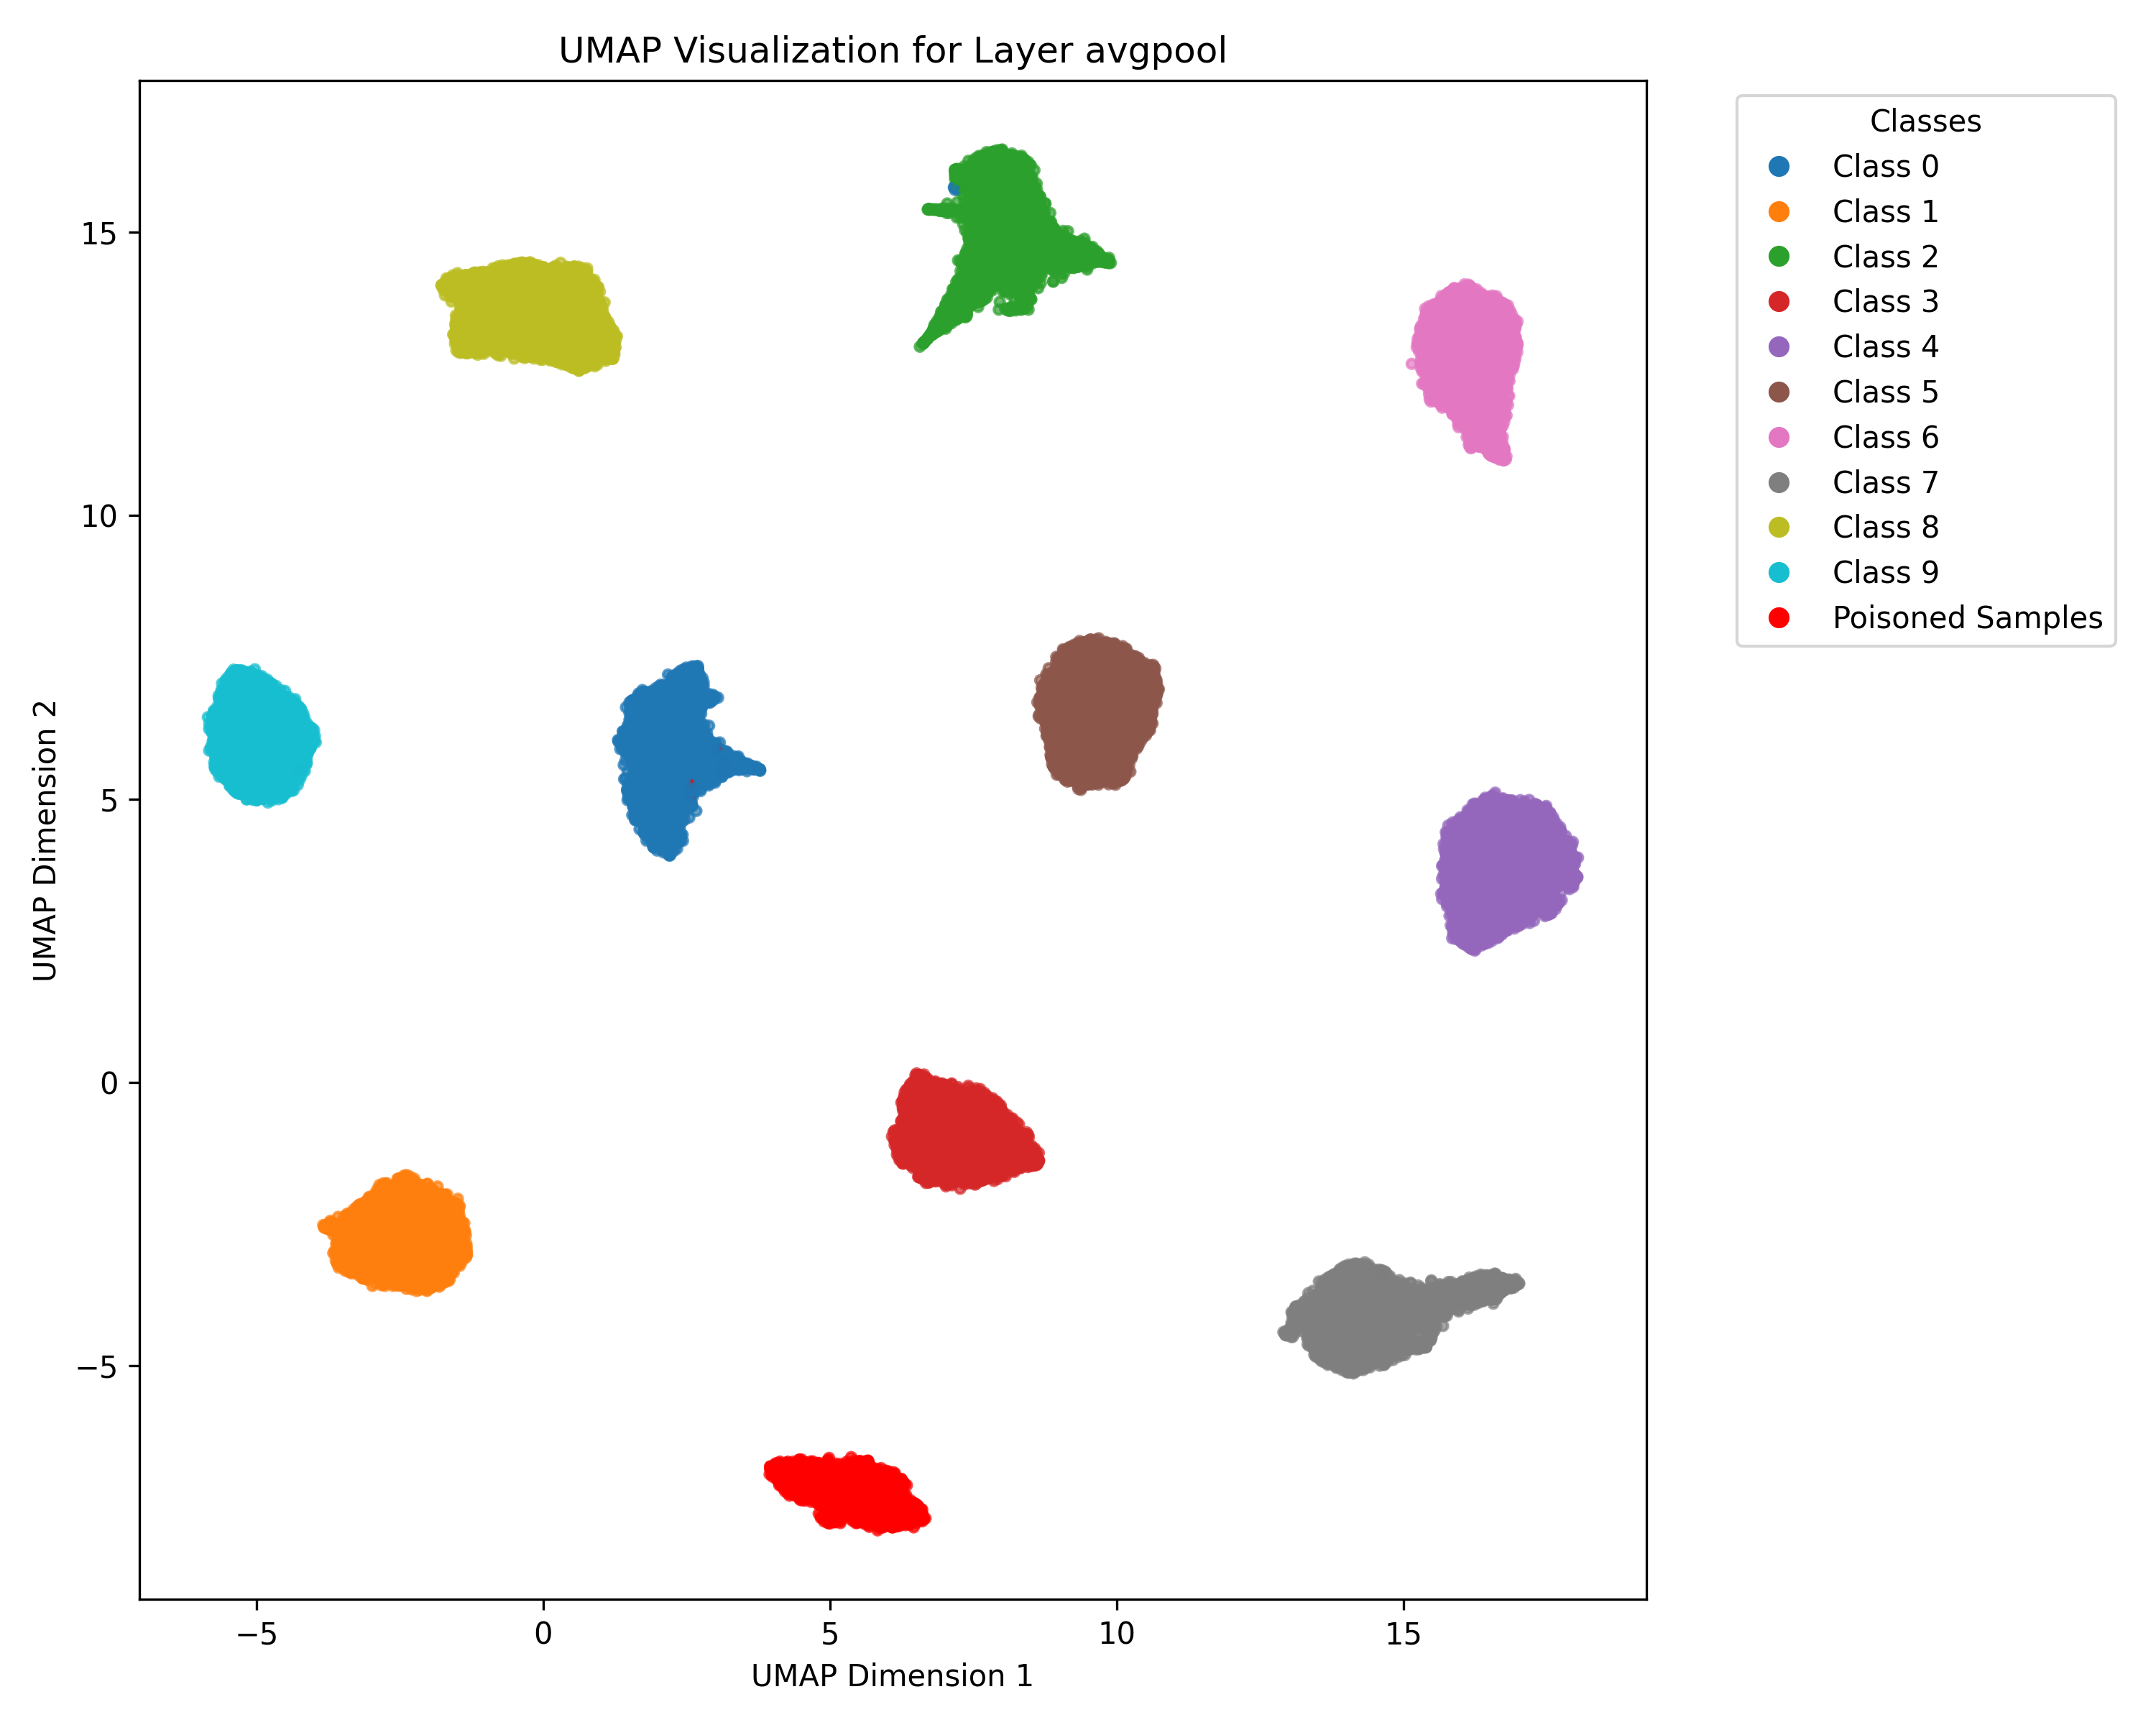 UMAP Visualization for Layer avgpool
Classes
Class 0
Class 1
Class 2
Class 3
Class 4
Class 5
Class 6
Class 7
Class 8
Class 9
Poisoned Samples
UMAP Dimension 2
15
10
5
0
−5
−5
0
5
10
15
UMAP Dimension 1